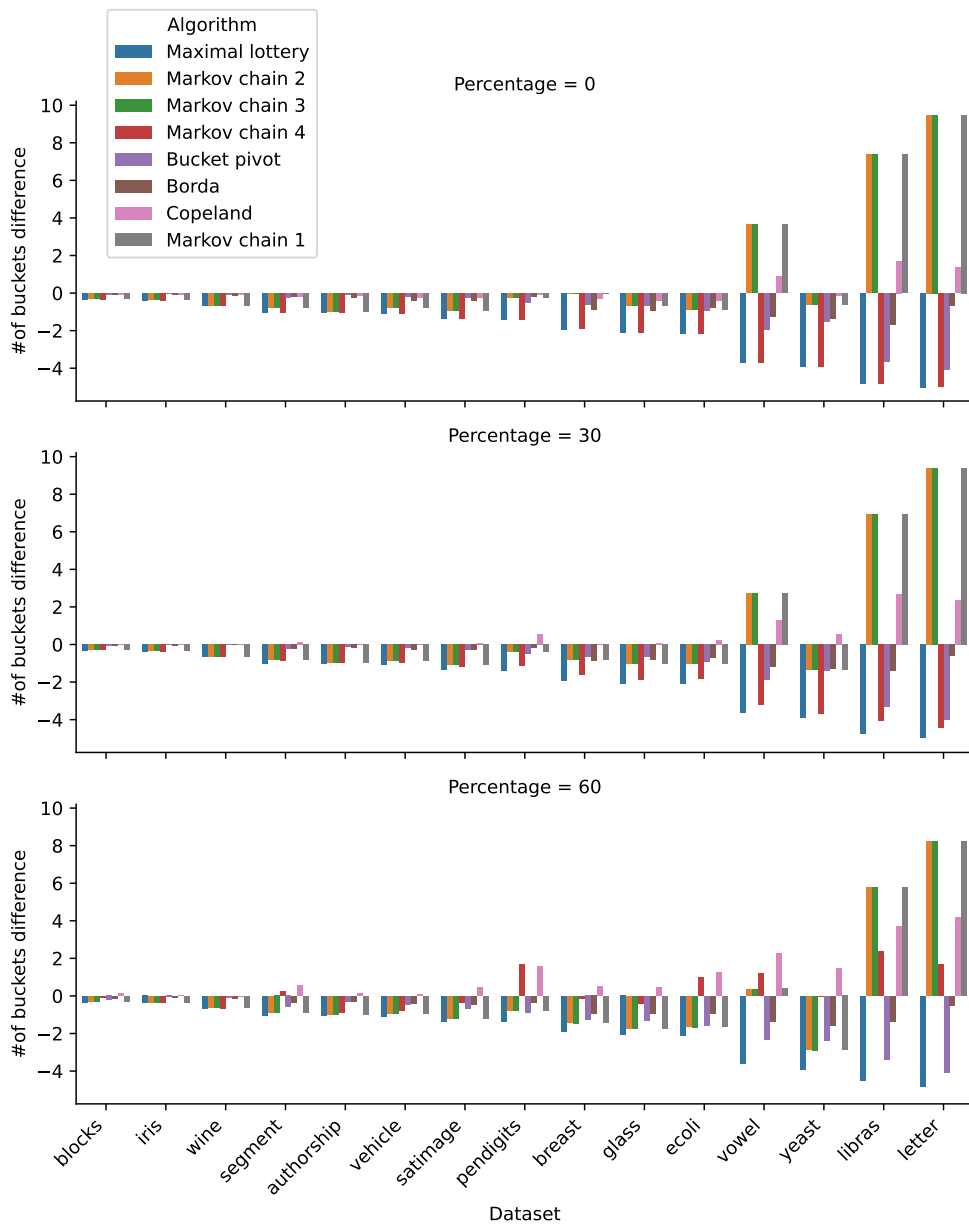 Algorithm
Maximal lottery
Markov chain 2
Markov chain 3
Markov chain 4
Bucket pivot
Borda
Copeland
Markov chain 1
Percentage = 0
10
8
6
4
2
0
−2
−4
#of buckets difference
Percentage = 30
10
8
6
4
2
0
−2
−4
#of buckets difference
Percentage = 60
10
8
6
4
2
0
−2
−4
#of buckets difference
blocks
iris
wine
segment
authorship
vehicle
satimage
pendigits
breast
glass
ecoli
vowel
yeast
libras
letter
Dataset